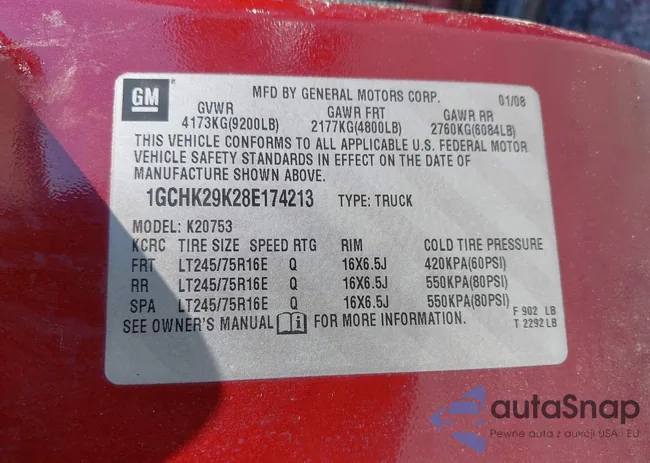 GM
MFD BY GENERAL MOTORS CORP. 01/08
GVWR GAWR FRT GAWR RR
4173KG(9200LB) 2177KG(4800LB) 2760KG(6084LB)
THIS VEHICLE CONFORMS TO ALL APPLICABLE U.S. FEDERAL MOTOR
VEHICLE SAFETY STANDARDS IN EFFECT ON THE DATE OF
MANUFACTURE SHOWN ABOVE.
1GCHK29K28E174213 TYPE: TRUCK
MODEL: K20753
KCRC TIRE SIZE SPEED RTG RIM COLD TIRE PRESSURE
FRT LT245/75R16E Q 16X6.5J 420KPA(60PSI)
RR LT245/75R16E Q 16X6.5J 550KPA(80PSI)
SPA LT245/75R16E Q 16X6.5J 550KPA(80PSI)
SEE OWNER'S MANUAL i FOR MORE INFORMATION.
F 902 LB
T 2292 LB
autaSnap
Pewne auta z aukcji USA i EU